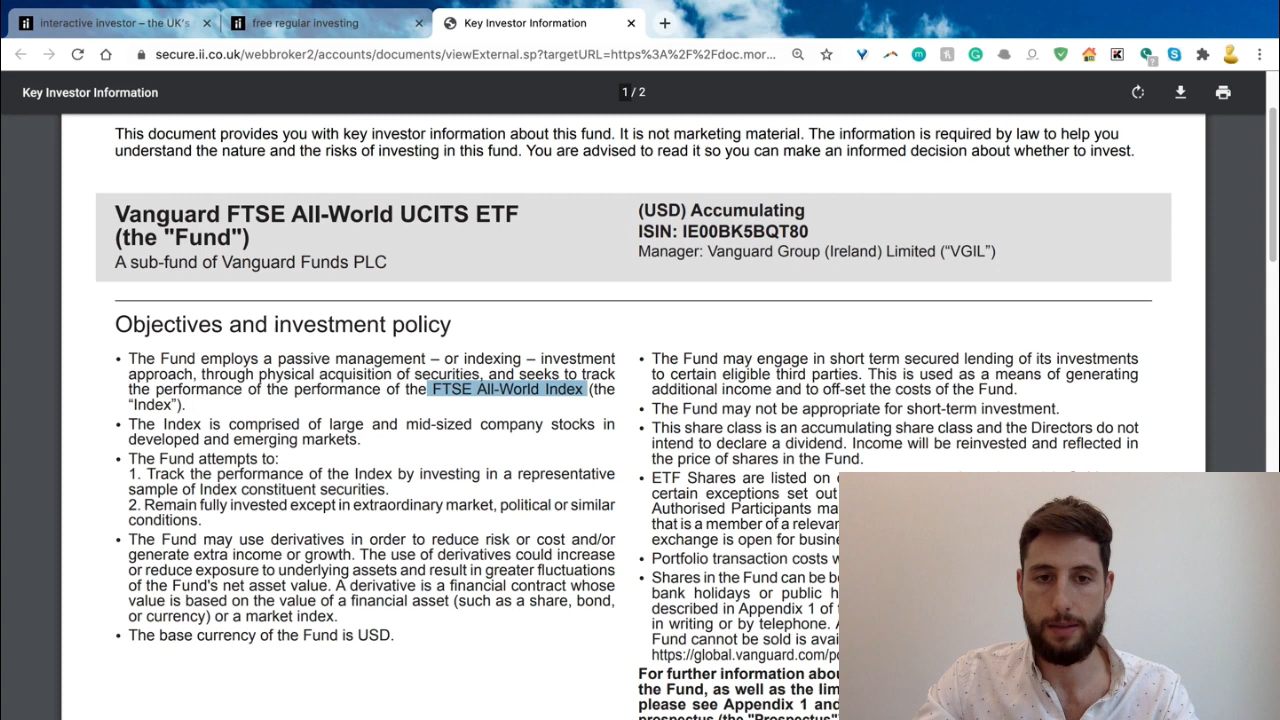 interactive investor – the UK's
free regular investing
Key Investor Information
secure.ii.co.uk/webbroker2/accounts/documents/viewExternal.sp?targetURL=https%3A%2F%2Fdoc.mor...
Key Investor Information
1 / 2
This document provides you with key investor information about this fund. It is not marketing material. The information is required by law to help you
understand the nature and the risks of investing in this fund. You are advised to read it so you can make an informed decision about whether to invest.
Vanguard FTSE All-World UCITS ETF
(the "Fund")
A sub-fund of Vanguard Funds PLC
(USD) Accumulating
ISIN: IE00BK5BQT80
Manager: Vanguard Group (Ireland) Limited (“VGIL”)
Objectives and investment policy
• The Fund employs a passive management – or indexing – investment
approach, through physical acquisition of securities, and seeks to track
the performance of the performance of the FTSE All-World Index (the
“Index”).
• The Index is comprised of large and mid-sized company stocks in
developed and emerging markets.
• The Fund attempts to:
1. Track the performance of the Index by investing in a representative
sample of Index constituent securities.
2. Remain fully invested except in extraordinary market, political or similar
conditions.
• The Fund may use derivatives in order to reduce risk or cost and/or
generate extra income or growth. The use of derivatives could increase
or reduce exposure to underlying assets and result in greater fluctuations
of the Fund's net asset value. A derivative is a financial contract whose
value is based on the value of a financial asset (such as a share, bond,
or currency) or a market index.
• The base currency of the Fund is USD.
• The Fund may engage in short term secured lending of its investments
to certain eligible third parties. This is used as a means of generating
additional income and to off-set the costs of the Fund.
• The Fund may not be appropriate for short-term investment.
• This share class is an accumulating share class and the Directors do not
intend to declare a dividend. Income will be reinvested and reflected in
the price of shares in the Fund.
• ETF Shares are listed on
certain exceptions set out
Authorised Participants ma
that is a member of a releva
exchange is open for busin
• Portfolio transaction costs w
• Shares in the Fund can be b
bank holidays or public h
described in Appendix 1 of
in writing or by telephone.
Fund cannot be sold is avai
https://global.vanguard.com/p
For further information abou
the Fund, as well as the lim
please see Appendix 1 and
prospectus (the "Prospectus"